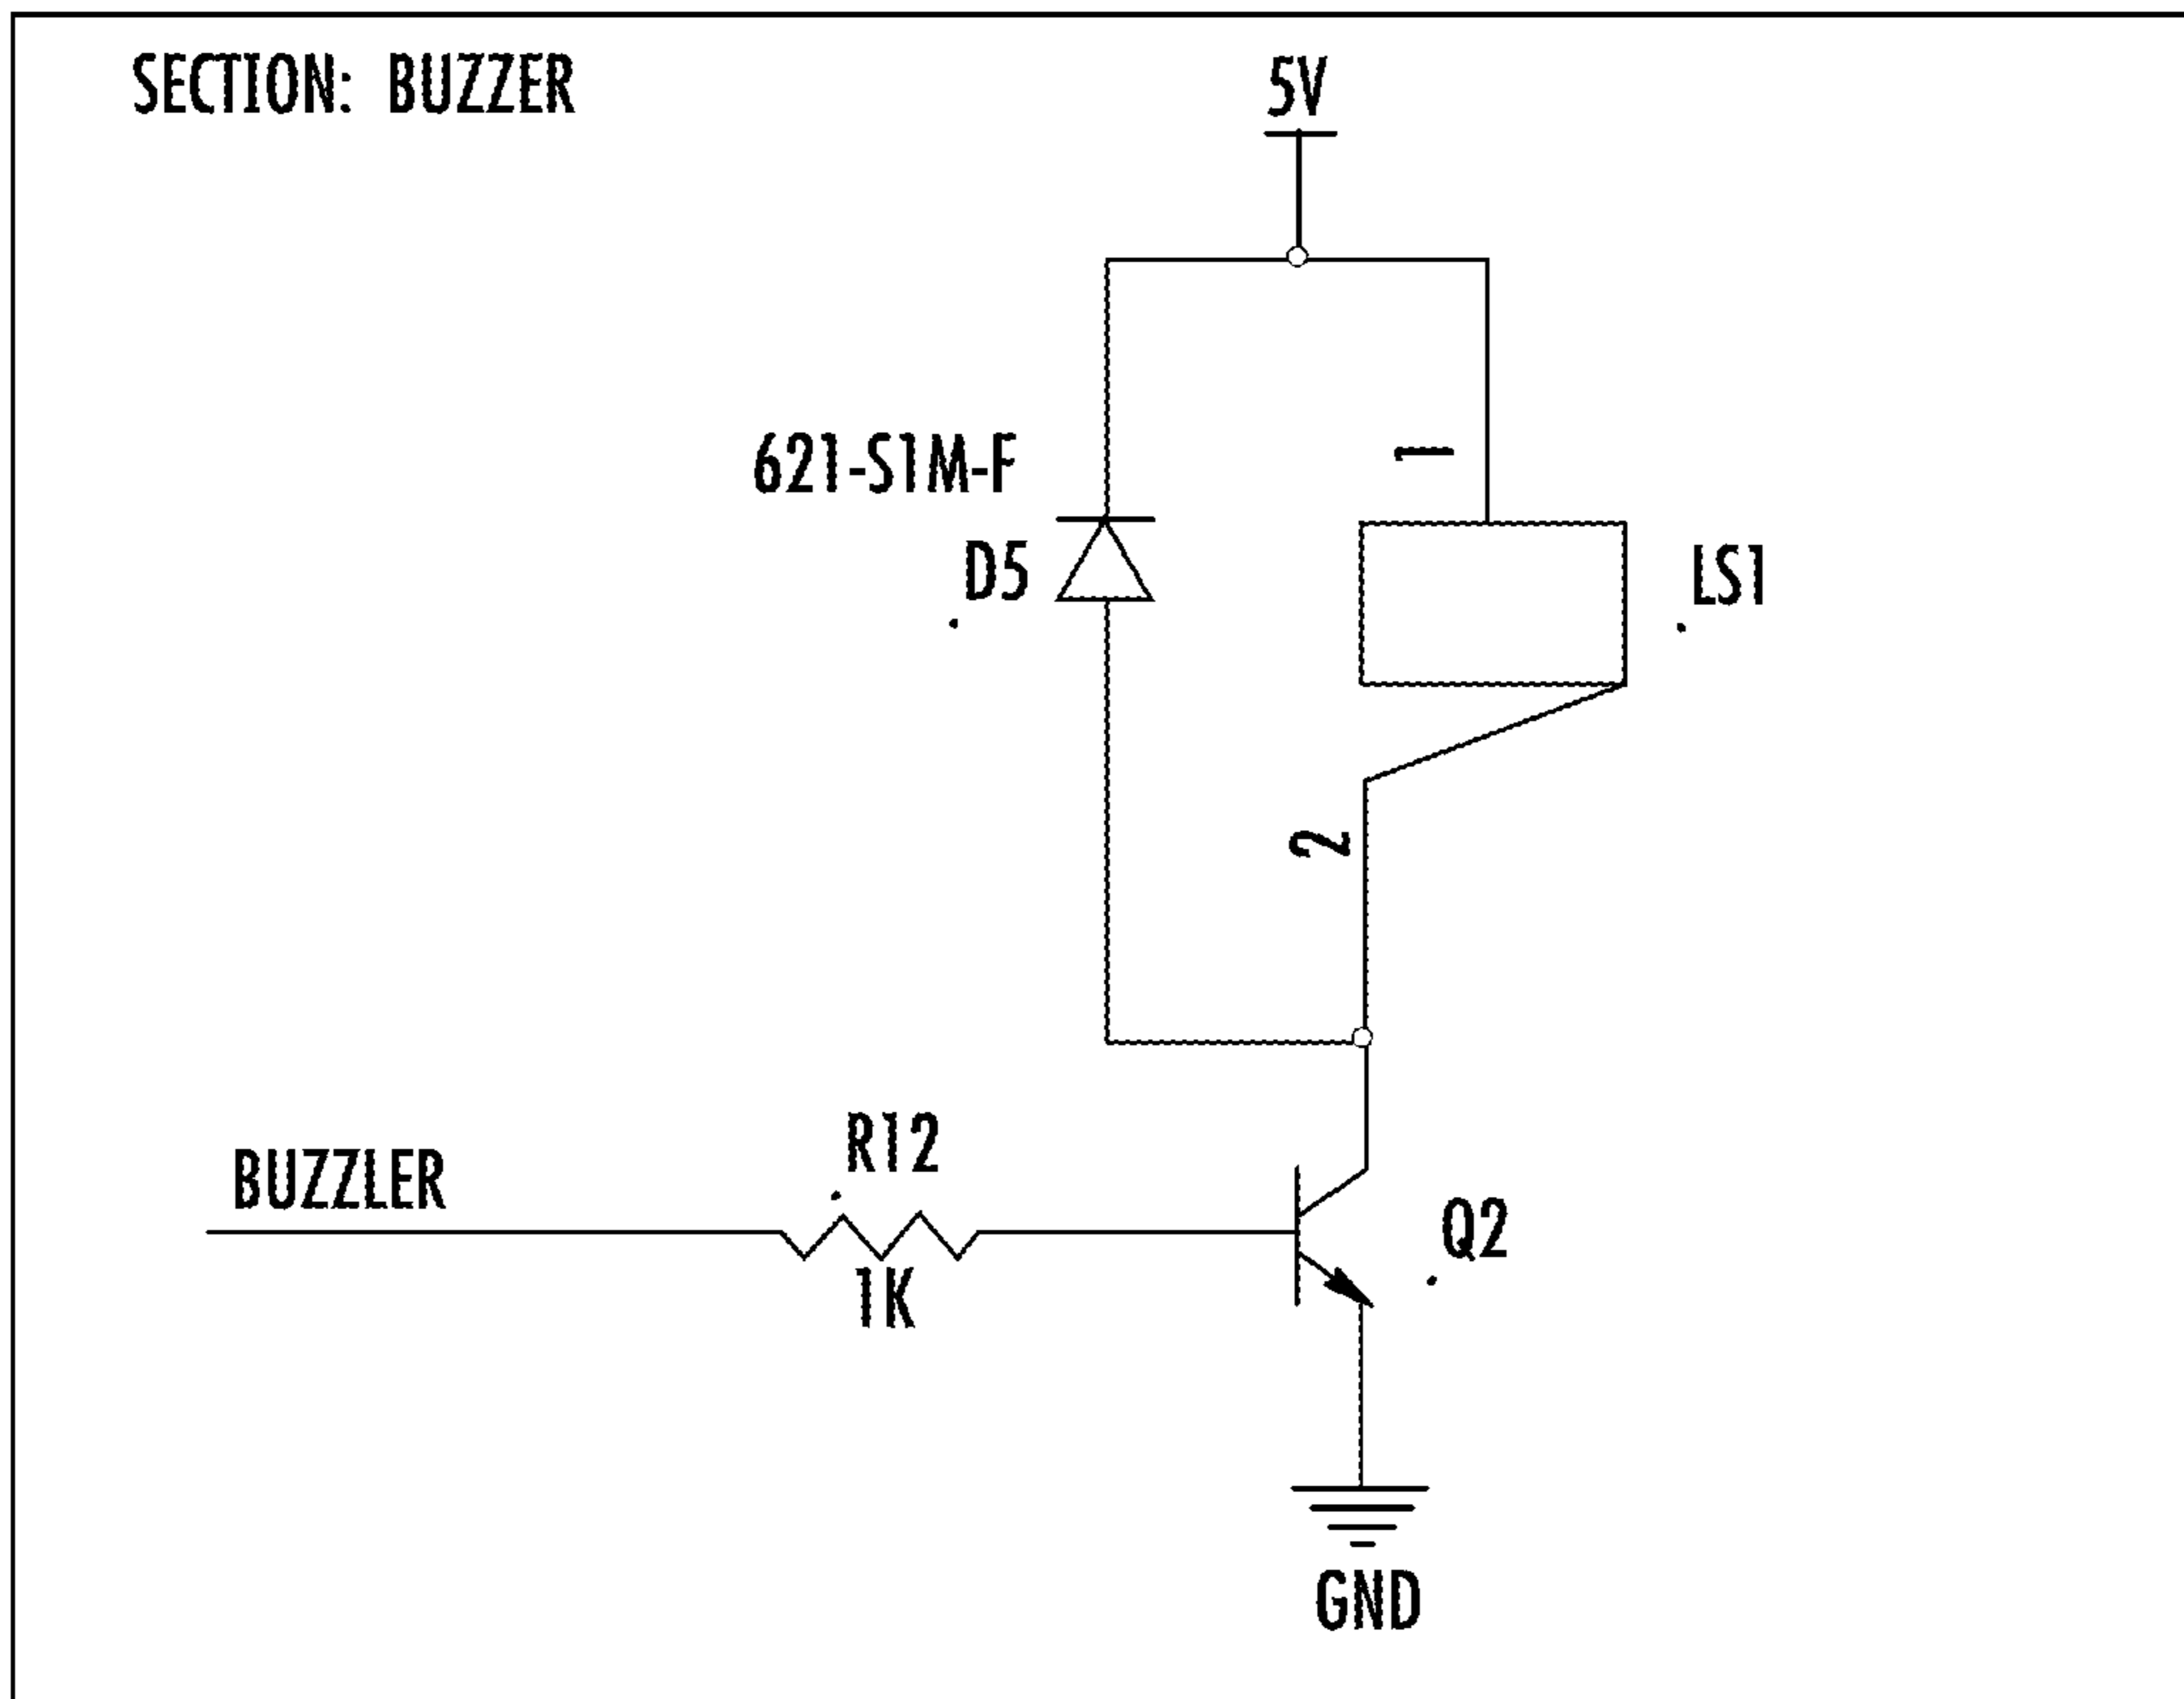 SECTION: BUZZER
5V
621-S1M-F
1
D5
LS1
2
R12
BUZZLER
Q2
1K
GND